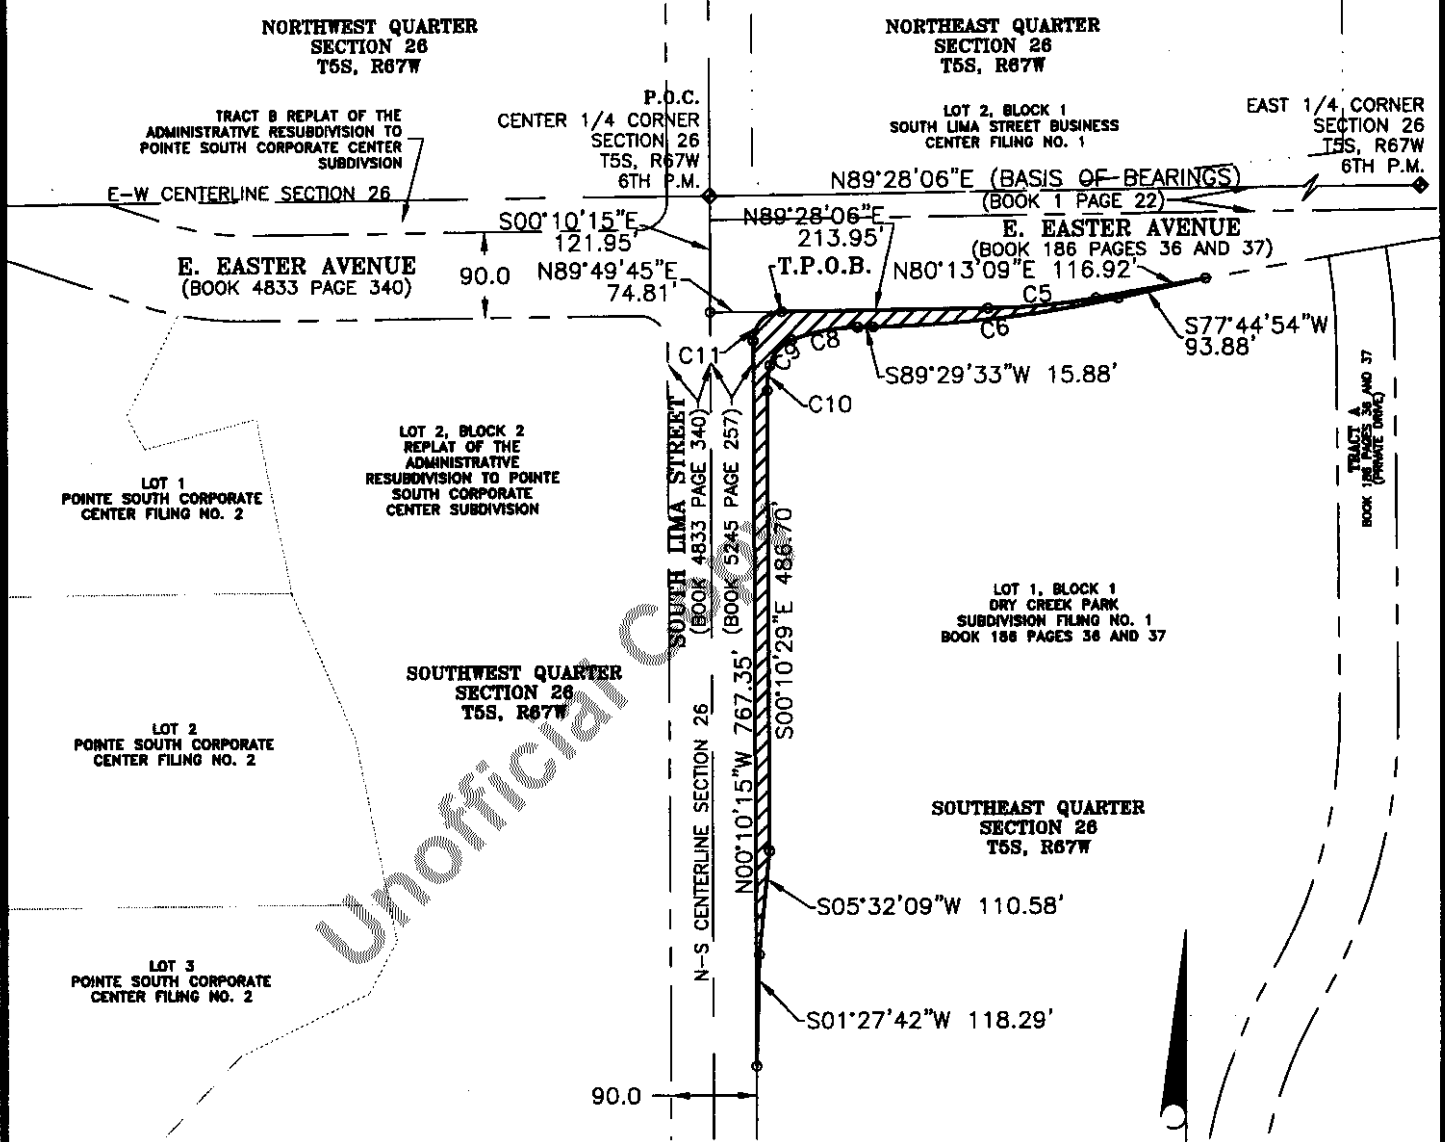 NORTHWEST QUARTER
SECTION 26
T5S, R67W
NORTHEAST QUARTER
SECTION 26
T5S, R67W
TRACT B REPLAT OF THE
ADMINISTRATIVE RESUBDIVISION TO
POINTE SOUTH CORPORATE CENTER
SUBDIVSION
P.O.C.
CENTER 1/4 CORNER
SECTION 26
T5S, R67W
6TH P.M.
LOT 2, BLOCK 1
SOUTH LIMA STREET BUSINESS
CENTER FILING NO. 1
EAST 1/4 CORNER
SECTION 26
T5S, R67W
6TH P.M.
E-W CENTERLINE SECTION 26
N89°28'06"E (BASIS OF BEARINGS)
(BOOK 1 PAGE 22)
S00°10'15"E
121.95'
N89°28'06"E
213.95'
E. EASTER AVENUE
(BOOK 186 PAGES 36 AND 37)
E. EASTER AVENUE
(BOOK 4833 PAGE 340)
90.0
N89°49'45"E
74.81'
T.P.O.B.
N80°13'09"E 116.92'
C5
C6
S77°44'54"W
93.88'
C11
C8
C9
S89°29'33"W 15.88'
C10
TRACT A
BOOK 186 PAGES 36 AND 37
(PRIVATE DRIVE)
LOT 2, BLOCK 2
REPLAT OF THE
ADMINISTRATIVE
RESUBDIVISION TO POINTE
SOUTH CORPORATE
CENTER SUBDIVISION
LOT 1
POINTE SOUTH CORPORATE
CENTER FILING NO. 2
SOUTH LIMA STREET
(BOOK 4833 PAGE 340)
(BOOK 5245 PAGE 257)
S00°10'29"E 486.70'
LOT 1, BLOCK 1
DRY CREEK PARK
SUBDIVISION FILING NO. 1
BOOK 186 PAGES 36 AND 37
SOUTHWEST QUARTER
SECTION 26
T5S, R67W
N00°10'15"W 767.35'
N-S CENTERLINE SECTION 26
LOT 2
POINTE SOUTH CORPORATE
CENTER FILING NO. 2
SOUTHEAST QUARTER
SECTION 26
T5S, R67W
S05°32'09"W 110.58'
LOT 3
POINTE SOUTH CORPORATE
CENTER FILING NO. 2
S01°27'42"W 118.29'
90.0
Unofficial Copy